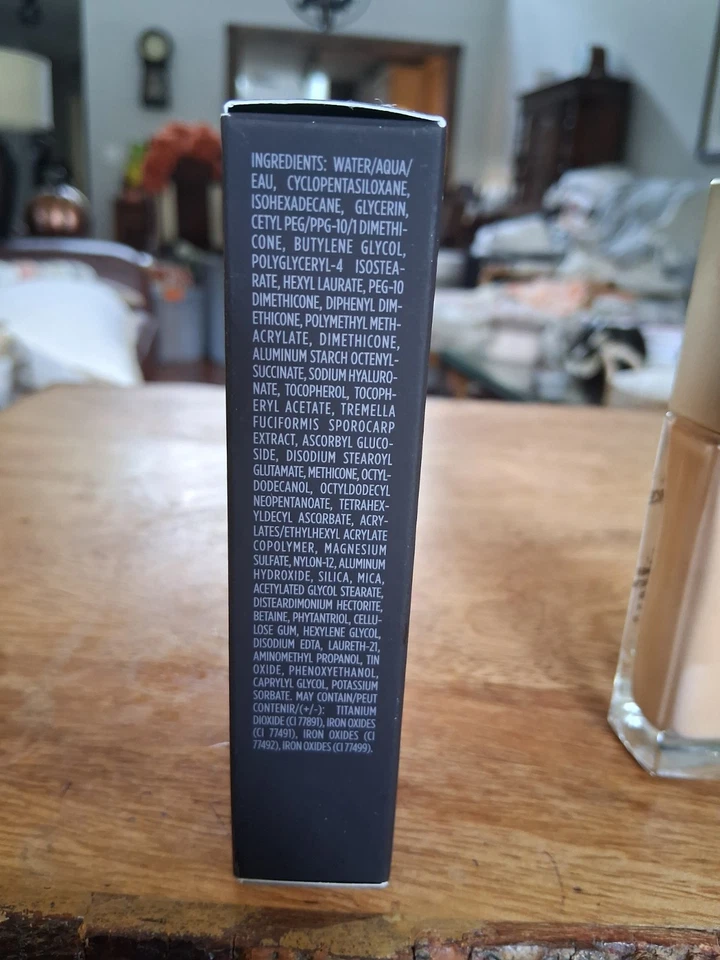 INGREDIENTS: WATER/AQUA/
EAU, CYCLOPENTASILOXANE,
ISOHEXADECANE, GLYCERIN,
CETYL PEG/PPG-10/1 DIMETHI-
CONE, BUTYLENE GLYCOL,
POLYGLYCERYL-4 ISOSTEA-
RATE, HEXYL LAURATE, PEG-10
DIMETHICONE, DIPHENYL DIM-
ETHICONE, POLYMETHYL METH-
ACRYLATE, DIMETHICONE,
ALUMINUM STARCH OCTENYL-
SUCCINATE, SODIUM HYALURO-
NATE, TOCOPHEROL, TOCOPH-
ERYL ACETATE, TREMELLA
FUCIFORMIS SPOROCARP
EXTRACT, ASCORBYL GLUCO-
SIDE, DISODIUM STEAROYL
GLUTAMATE, METHICONE, OCTYL-
DODECANOL, OCTYLDODECYL
NEOPENTANOATE, TETRAHEX-
YLDECYL ASCORBATE, ACRY-
LATES/ETHYLHEXYL ACRYLATE
COPOLYMER, MAGNESIUM
SULFATE, NYLON-12, ALUMINUM
HYDROXIDE, SILICA, MICA,
ACETYLATED GLYCOL STEARATE,
DISTEARDIMONIUM HECTORITE,
BETAINE, PHYTANTRIOL, CELLU-
LOSE GUM, HEXYLENE GLYCOL,
DISODIUM EDTA, LAURETH-21,
AMINOMETHYL PROPANOL, TIN
OXIDE, PHENOXYETHANOL,
CAPRYLYL GLYCOL, POTASSIUM
SORBATE. MAY CONTAIN/PEUT
CONTENIR/(+/-): TITANIUM
DIOXIDE (CI 77891), IRON OXIDES
(CI 77491), IRON OXIDES (CI
77492), IRON OXIDES (CI 77499).